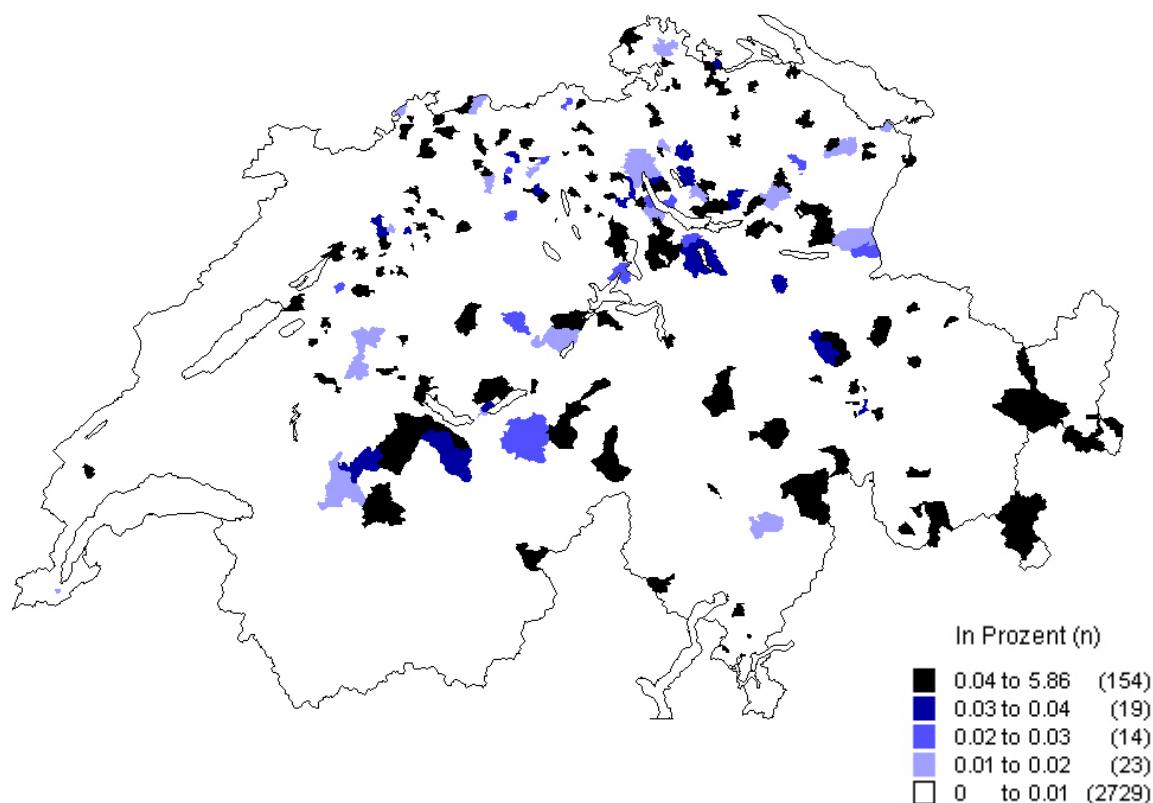 In Prozent (n)
0.04 to 5.86 (154)
0.03 to 0.04 (19)
0.02 to 0.03 (14)
0.01 to 0.02 (23)
0 to 0.01 (2729)